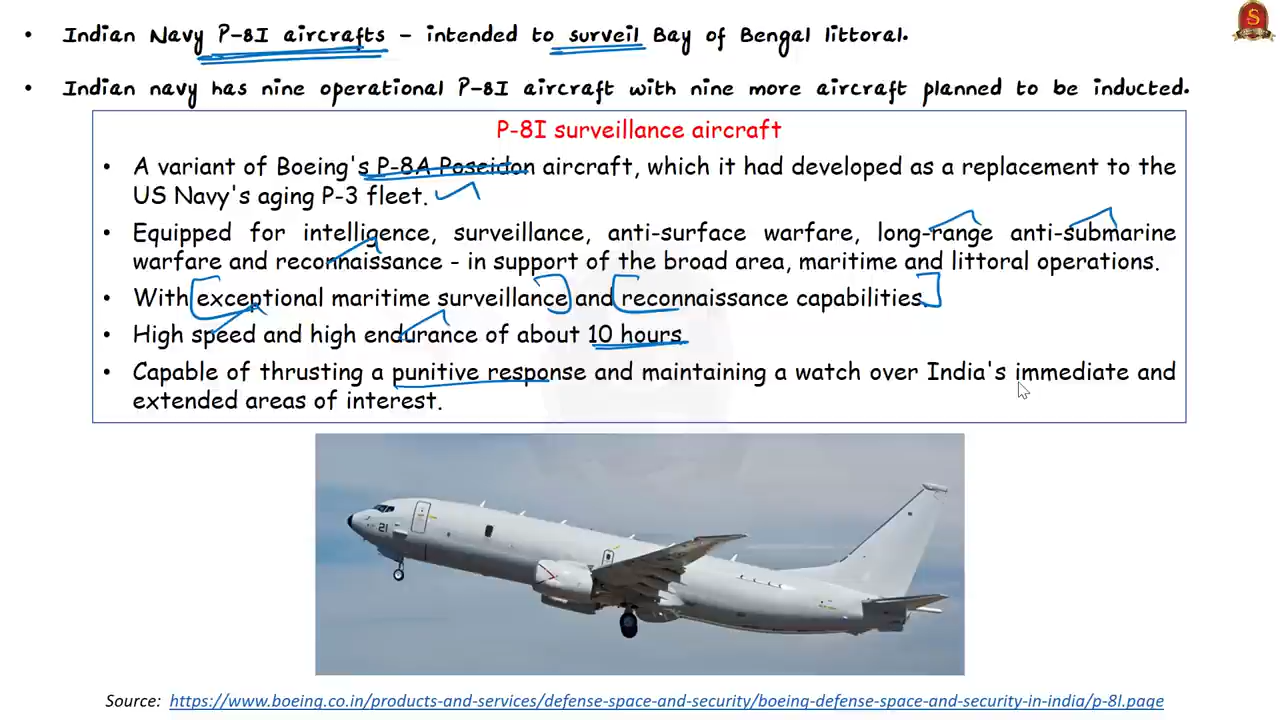 • Indian Navy P-8I aircrafts - intended to surveil Bay of Bengal littoral.
• Indian navy has nine operational P-8I aircraft with nine more aircraft planned to be inducted.
P-8I surveillance aircraft
• A variant of Boeing's P-8A Poseidon aircraft, which it had developed as a replacement to the
US Navy's aging P-3 fleet.
• Equipped for intelligence, surveillance, anti-surface warfare, long-range anti-submarine
warfare and reconnaissance - in support of the broad area, maritime and littoral operations.
• With exceptional maritime surveillance and reconnaissance capabilities.
• High speed and high endurance of about 10 hours
• Capable of thrusting a punitive response and maintaining a watch over India's immediate and
extended areas of interest.
21
Source: https://www.boeing.co.in/products-and-services/defense-space-and-security/boeing-defense-space-and-security-in-india/p-8I.page